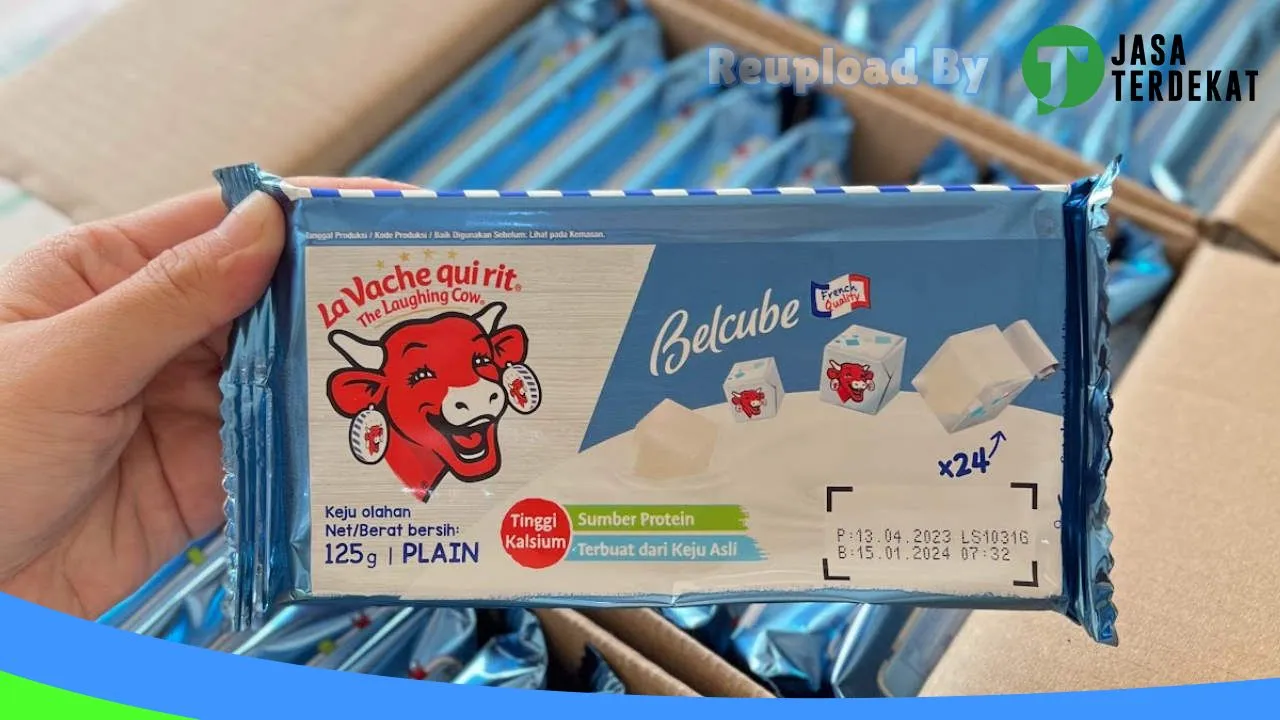 Reupload By
JASA
TERDEKAT
Tanggal Produksi / Kode Produksi / Baik Digunakan Sebelum: Lihat pada Kemasan.
La Vache qui rit®
The Laughing Cow®
Belcube
French
Quality
x24
Keju olahan
Net/Berat bersih:
125g | PLAIN
Tinggi
Kalsium
Sumber Protein
Terbuat dari Keju Asli
P:13.04.2023 LS1031G
B:15.01.2024 07:32